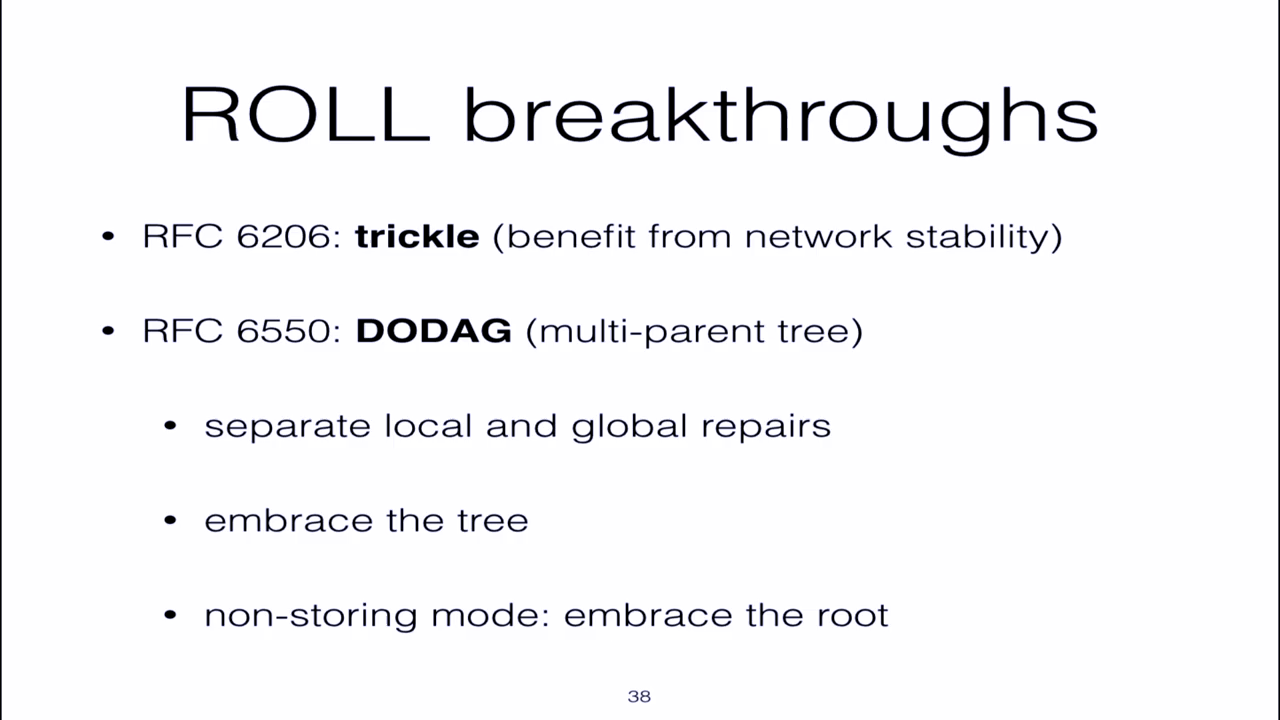 ROLL breakthroughs
• RFC 6206: trickle (benefit from network stability)
• RFC 6550: DODAG (multi-parent tree)
• separate local and global repairs
• embrace the tree
• non-storing mode: embrace the root
38